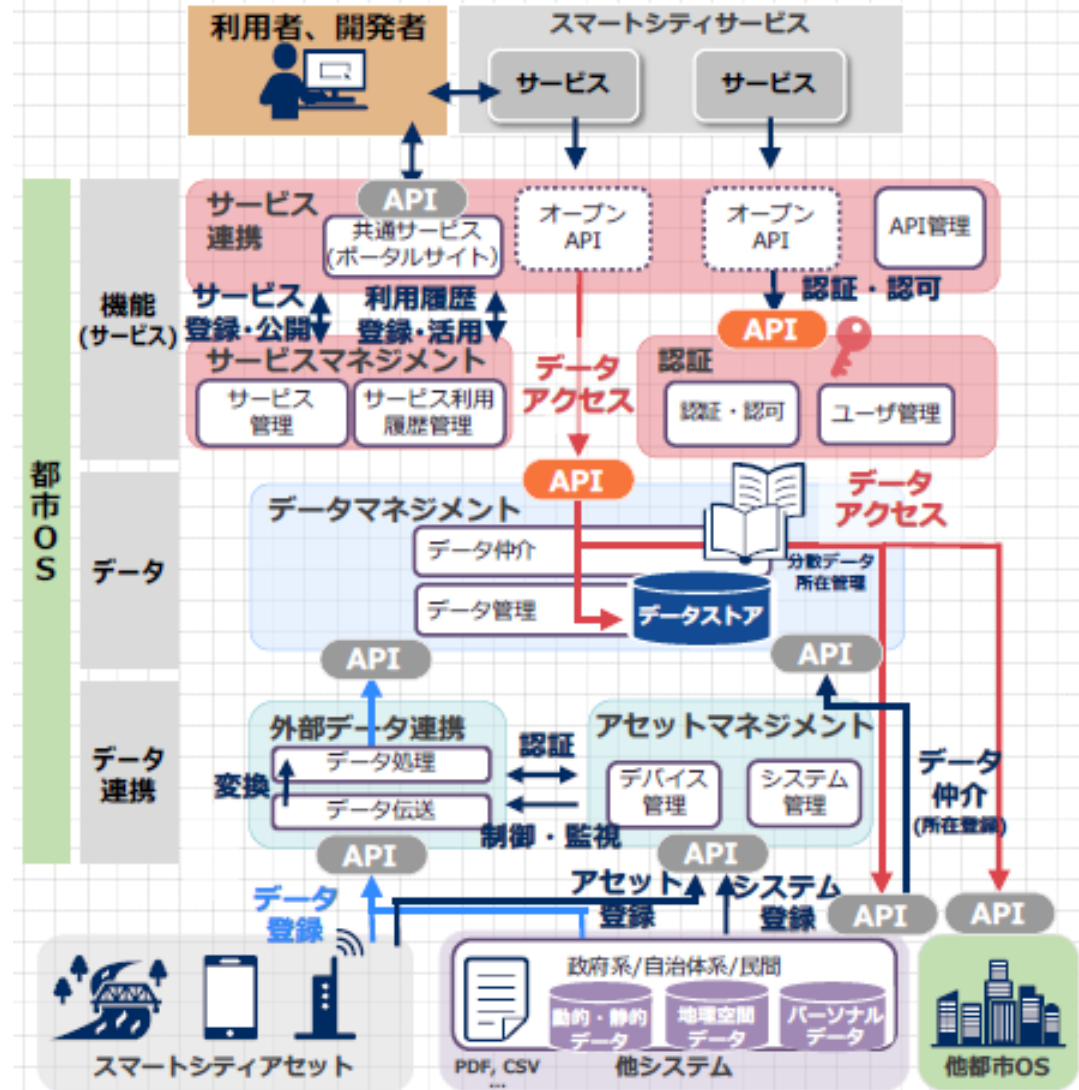 利用者、開発者
スマートシティサービス
サービス
サービス
都市OS
機能
(サービス)
サービス
連携
API
共通サービス
(ポータルサイト)
オープン
API
オープン
API
API管理
サービス
登録・公開
利用履歴
登録・活用
認証・認可
API
サービスマネジメント
サービス
管理
サービス利用
履歴管理
データ
アクセス
認証
認証・認可
ユーザ管理
データ
API
データマネジメント
データ仲介
データ管理
データストア
分散データ
所在管理
データ
アクセス
API
API
データ
連携
外部データ連携
データ処理
変換
データ伝送
認証
制御・監視
アセットマネジメント
デバイス
管理
システム
管理
データ
仲介
(所在登録)
API
API
データ
登録
アセット
登録
システム
登録
API
API
スマートシティアセット
政府系/自治体系/民間
動的・静的
データ
地理空間
データ
パーソナル
データ
PDF, CSV
...
他システム
他都市OS